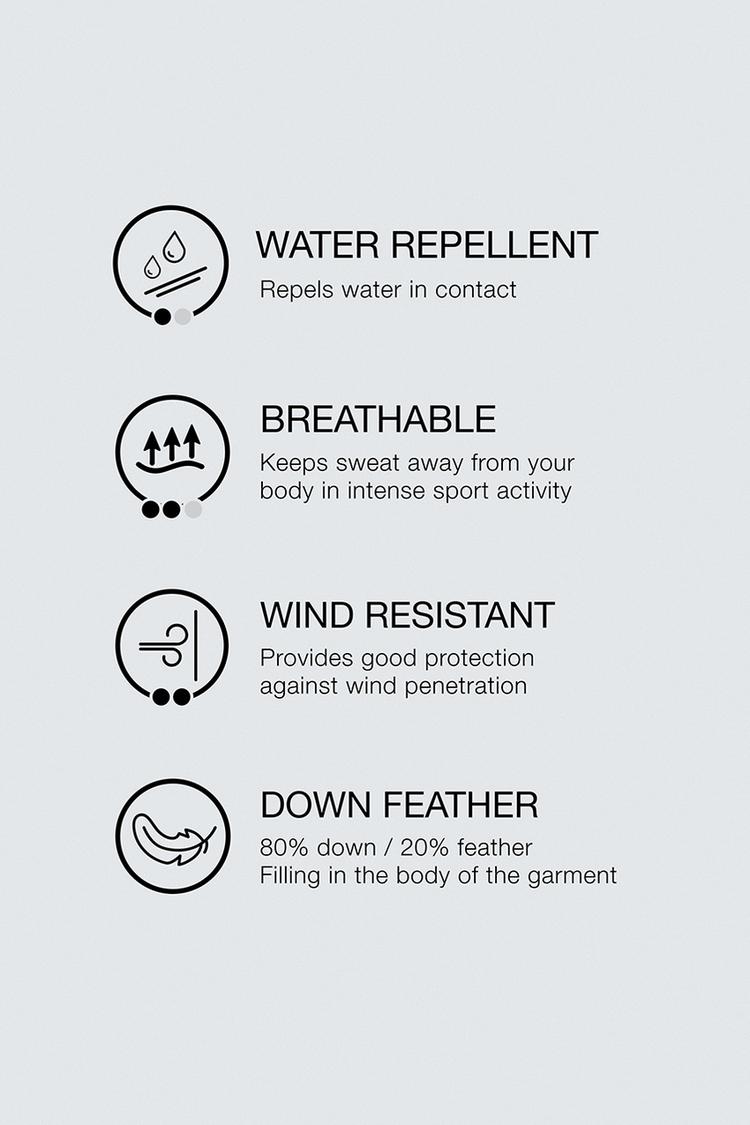 WATER REPELLENT
Repels water in contact
BREATHABLE
Keeps sweat away from your
body in intense sport activity
WIND RESISTANT
Provides good protection
against wind penetration
DOWN FEATHER
80% down / 20% feather
Filling in the body of the garment